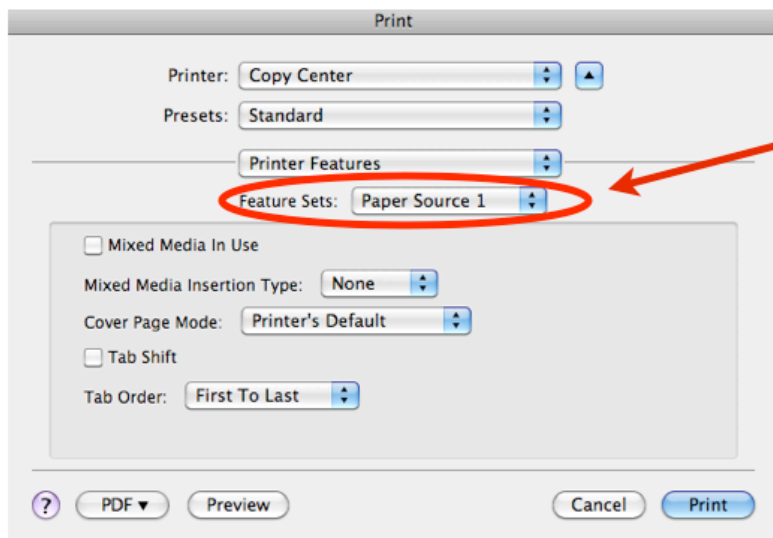 Print
Printer: Copy Center
Presets: Standard
Printer Features
Feature Sets: Paper Source 1
Mixed Media In Use
Mixed Media Insertion Type: None
Cover Page Mode: Printer's Default
Tab Shift
Tab Order: First To Last
? PDF▼ Preview Cancel Print